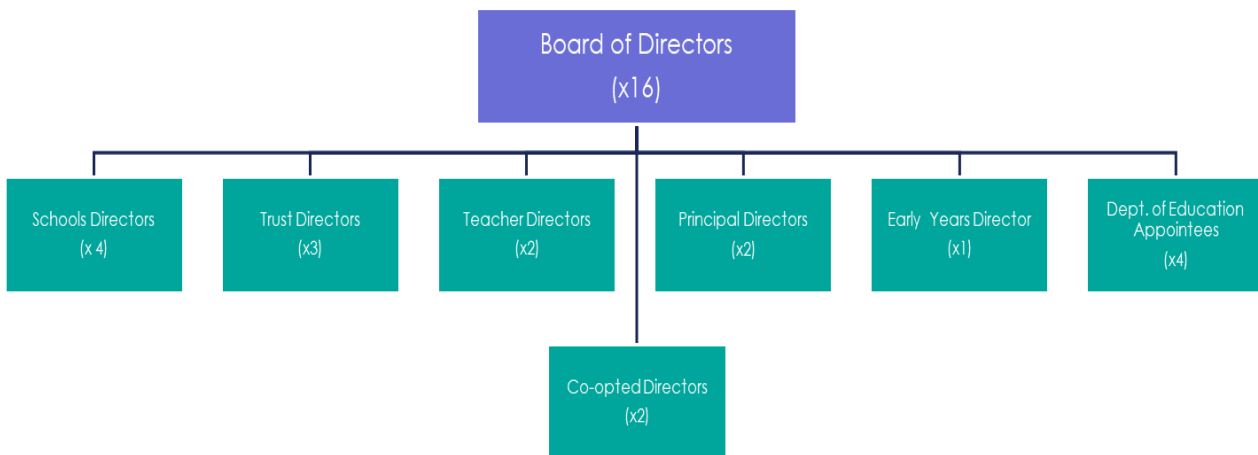 Board of Directors
(x16)
Schools Directors
(x 4)
Trust Directors
(x3)
Teacher Directors
(x2)
Principal Directors
(x2)
Early Years Director
(x1)
Dept. of Education
Appointees
(x4)
Co-opted Directors
(x2)